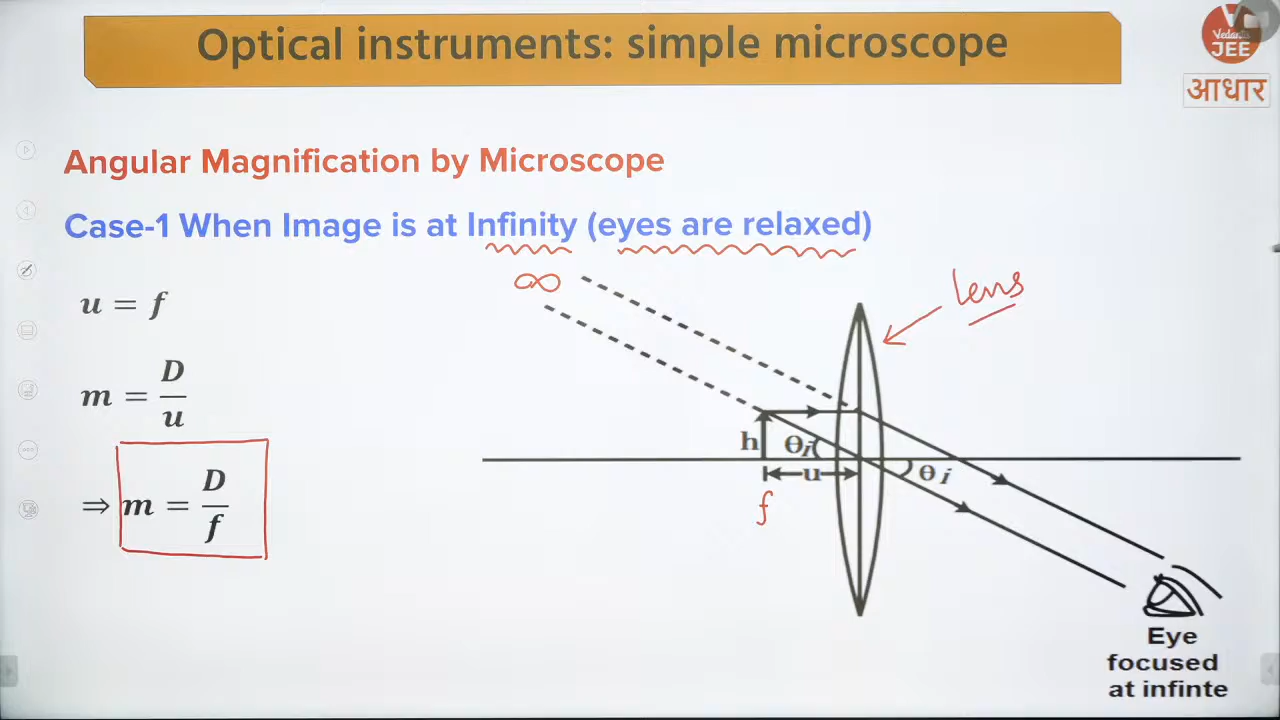 Optical instruments: simple microscope
Vedantu
JEE
आधार
Angular Magnification by Microscope
Case-1 When Image is at Infinity (eyes are relaxed)
∞
lens
u = f
m = D/u
⇒ m = D/f
h
θi
u
θi
f
Eye
focused
at infinte